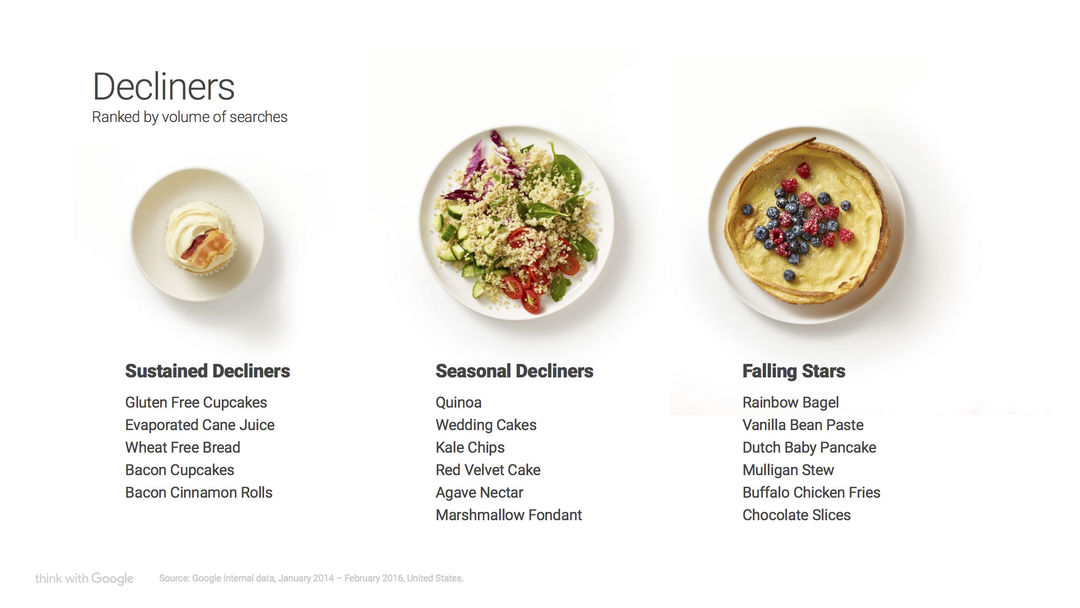 Decliners
Ranked by volume of searches
Sustained Decliners
Gluten Free Cupcakes
Evaporated Cane Juice
Wheat Free Bread
Bacon Cupcakes
Bacon Cinnamon Rolls
Seasonal Decliners
Quinoa
Wedding Cakes
Kale Chips
Red Velvet Cake
Agave Nectar
Marshmallow Fondant
Falling Stars
Rainbow Bagel
Vanilla Bean Paste
Dutch Baby Pancake
Mulligan Stew
Buffalo Chicken Fries
Chocolate Slices
think with Google
Source: Google internal data, January 2014 – February 2016, United States.